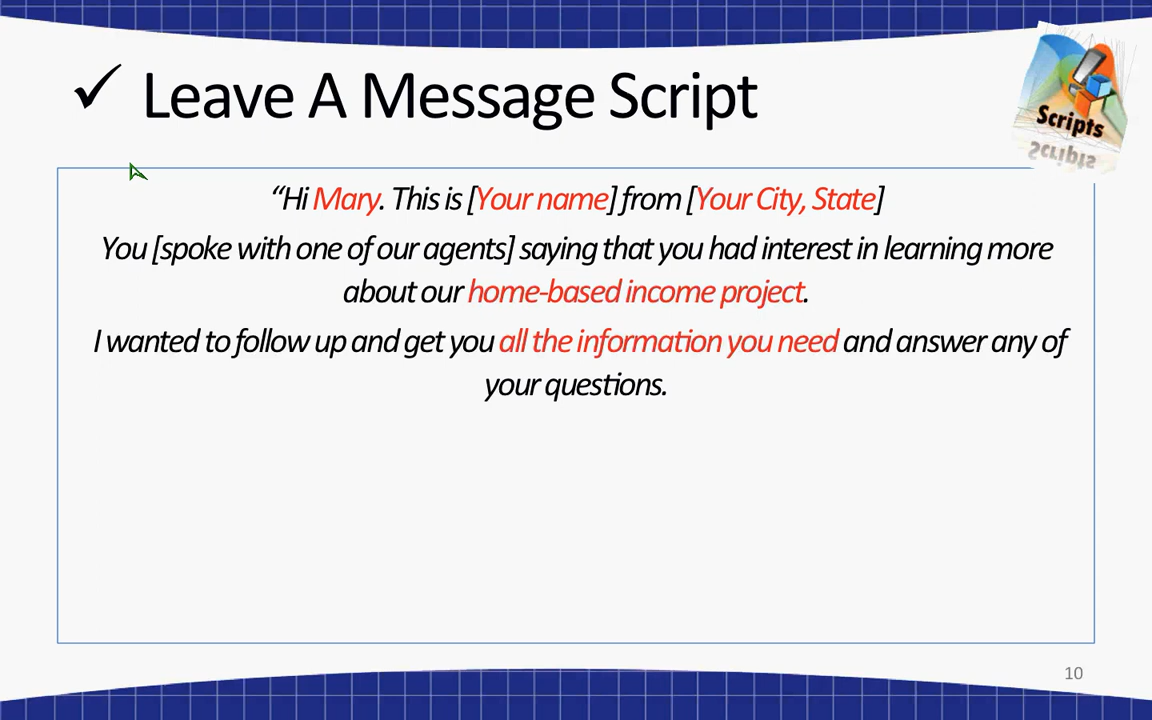 ✓ Leave A Message Script
Scripts
“Hi Mary. This is [Your name] from [Your City, State]
You [spoke with one of our agents] saying that you had interest in learning more
about our home-based income project.
I wanted to follow up and get you all the information you need and answer any of
your questions.
10